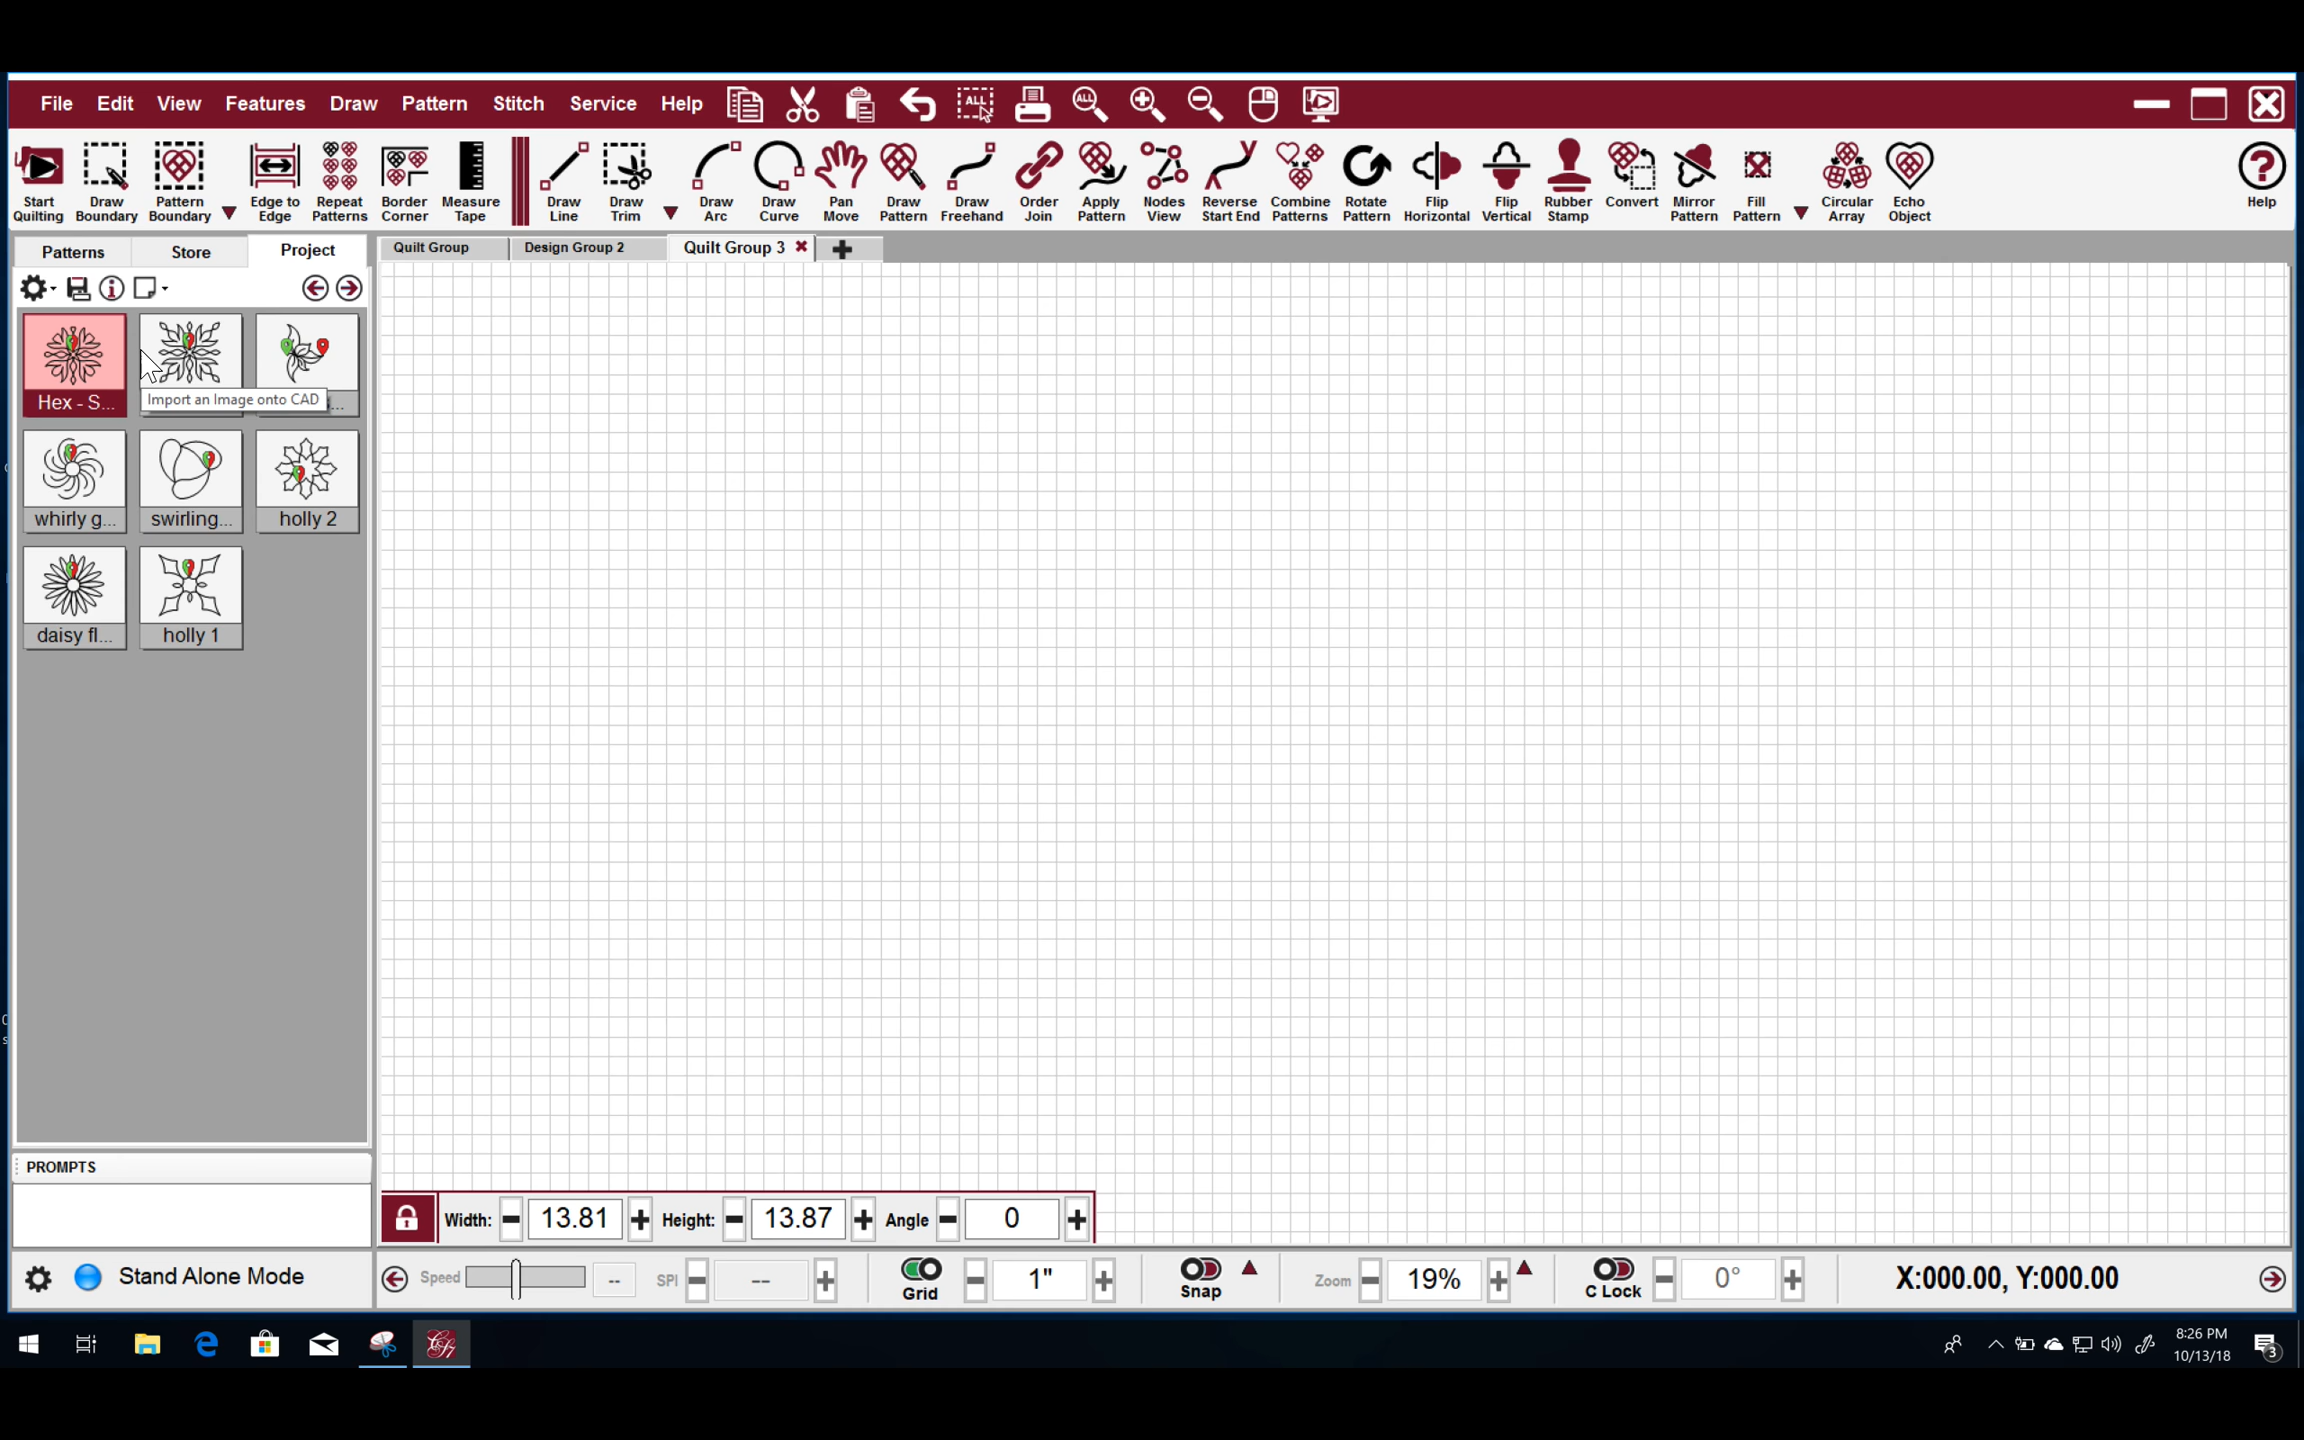 File Edit View Features Draw Pattern Stitch Service Help
ALL ALL
Start Quilting
Draw Boundary
Pattern Boundary
Edge to Edge
Repeat Patterns
Border Corner
Measure Tape
Draw Line
Draw Trim
Draw Arc
Draw Curve
Pan Move
Draw Pattern
Draw Freehand
Order Join
Apply Pattern
Nodes View
Reverse Start End
Combine Patterns
Rotate Pattern
Flip Horizontal
Flip Vertical
Rubber Stamp
Convert
Mirror Pattern
Fill Pattern
Circular Array
Echo Object
Help
Patterns Store Project
Quilt Group Design Group 2 Quilt Group 3
Hex - S...
Import an Image onto CAD
whirly g... swirling... holly 2
daisy fl... holly 1
PROMPTS
Width: 13.81 Height: 13.87 Angle 0
Stand Alone Mode
Speed -- SPI -- Grid 1" Snap Zoom 19% C Lock 0° X:000.00, Y:000.00
8:26 PM
10/13/18
3